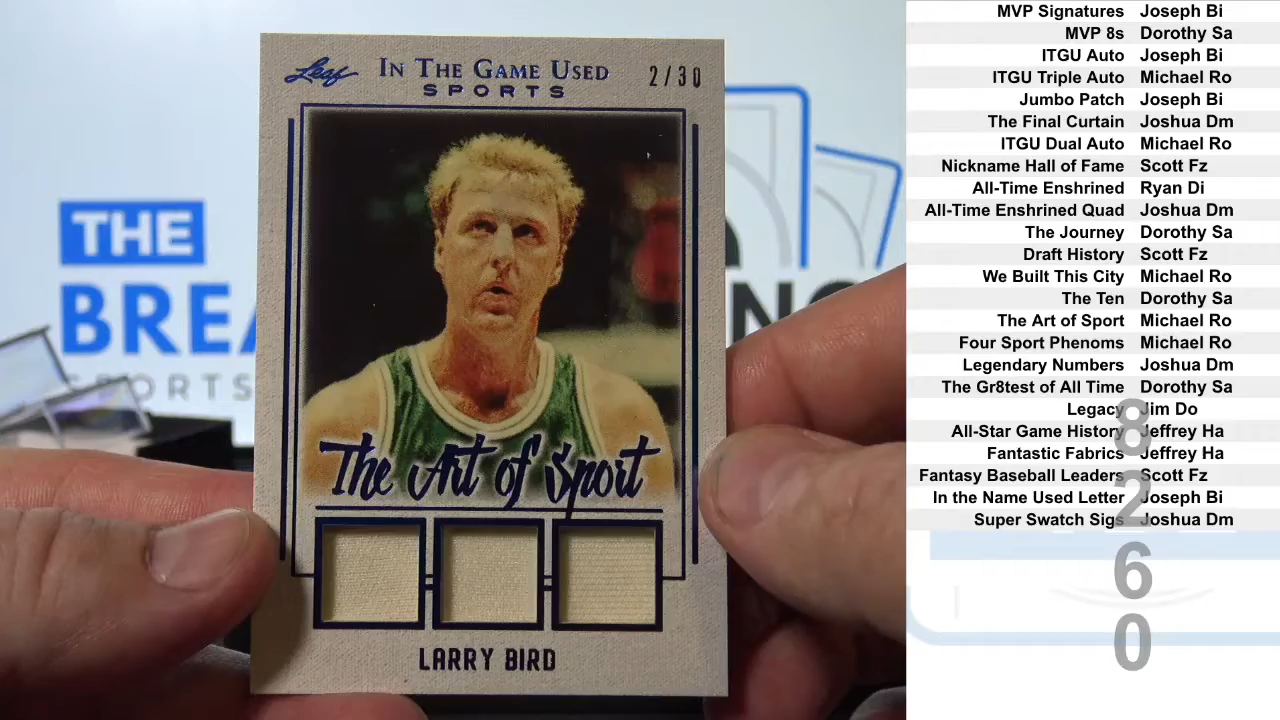 Leaf
IN THE GAME USED
SPORTS
2/30
The Art of Sport
LARRY BIRD
THE
BREA
SPORTS
MVP Signatures Joseph Bi
MVP 8s Dorothy Sa
ITGU Auto Joseph Bi
ITGU Triple Auto Michael Ro
Jumbo Patch Joseph Bi
The Final Curtain Joshua Dm
ITGU Dual Auto Michael Ro
Nickname Hall of Fame Scott Fz
All-Time Enshrined Ryan Di
All-Time Enshrined Quad Joshua Dm
The Journey Dorothy Sa
Draft History Scott Fz
We Built This City Michael Ro
The Ten Dorothy Sa
The Art of Sport Michael Ro
Four Sport Phenoms Michael Ro
Legendary Numbers Joshua Dm
The Gr8test of All Time Dorothy Sa
Legacy Jim Do
All-Star Game History Jeffrey Ha
Fantastic Fabrics Jeffrey Ha
Fantasy Baseball Leaders Scott Fz
In the Name Used Letter Joseph Bi
Super Swatch Sigs Joshua Dm
8
2
6
0